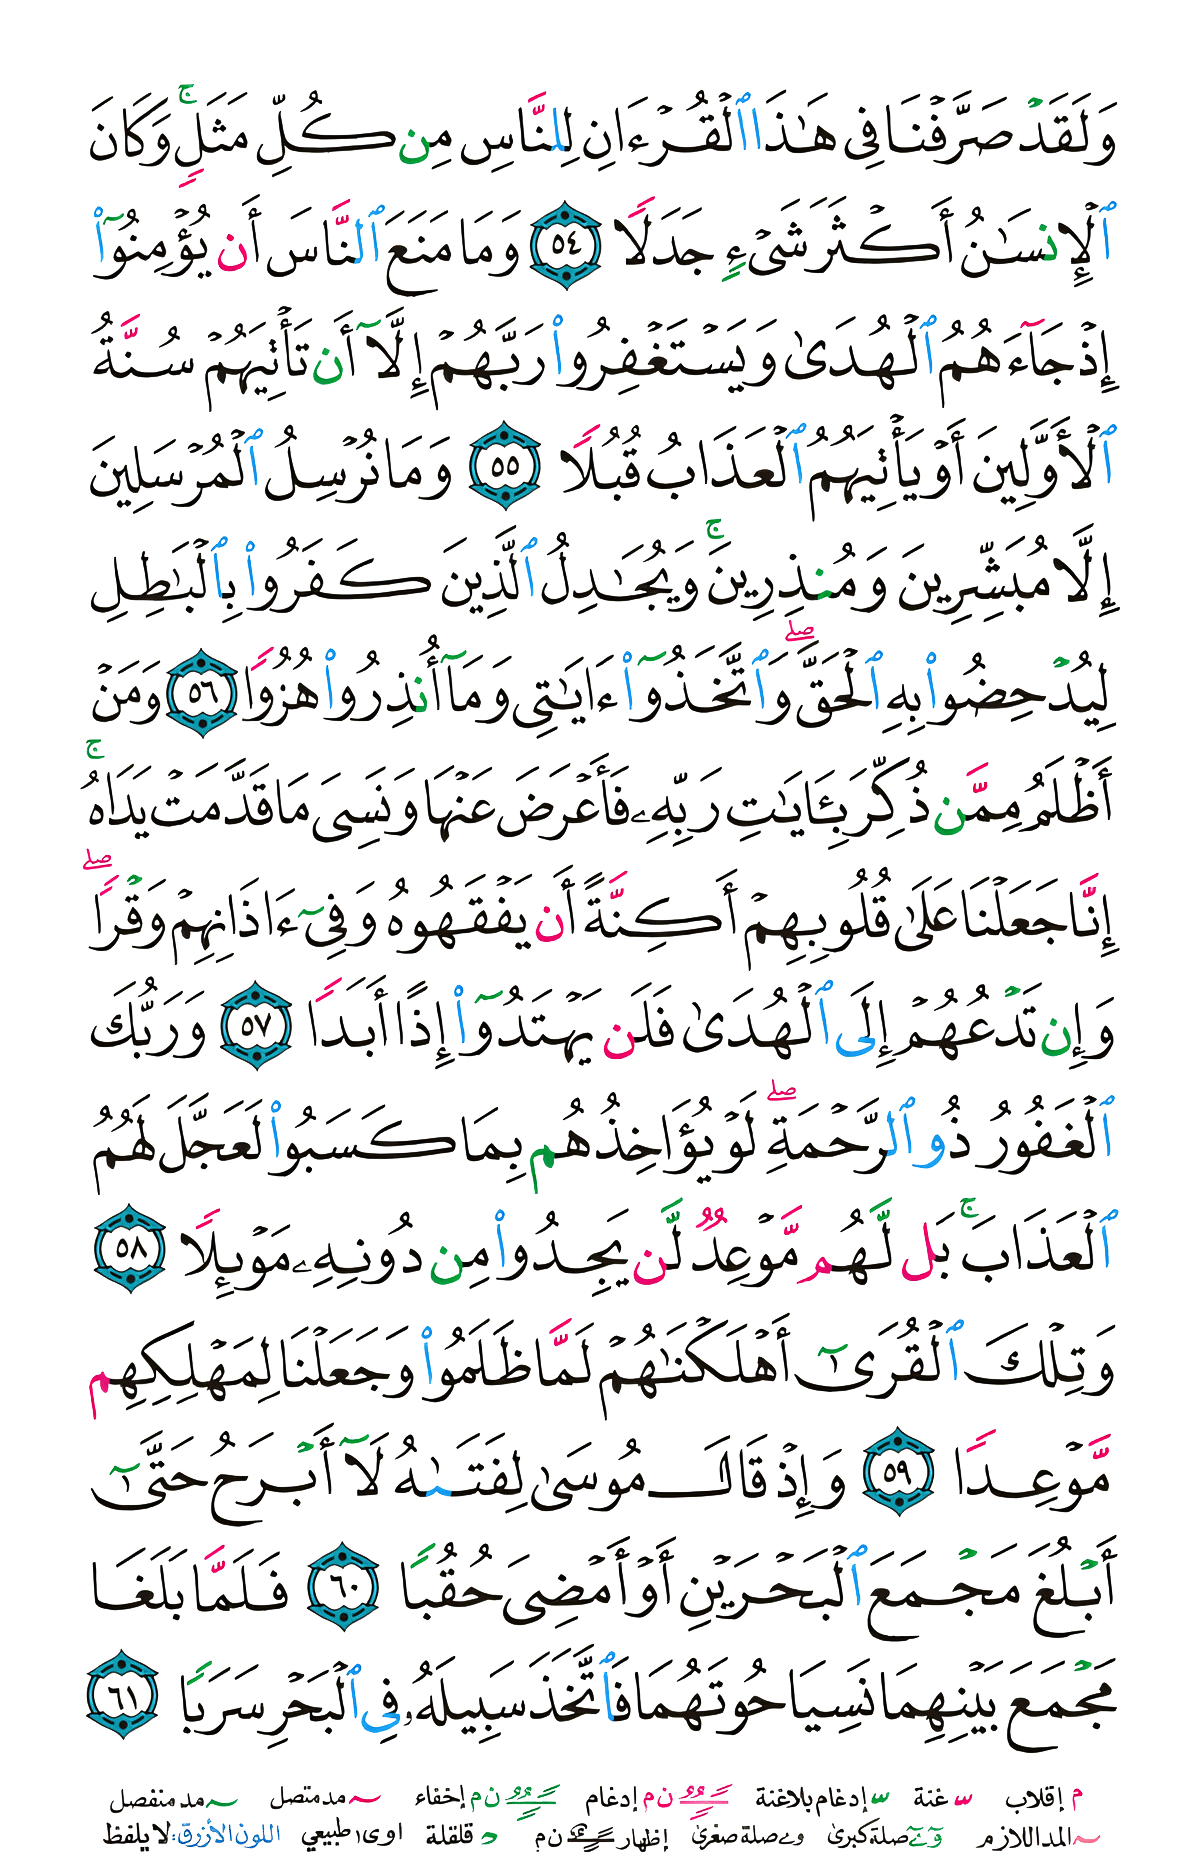 وَلَقَدْ صَرَّفْنَا فِى هَـٰذَا ٱلْقُرْءَانِ لِلنَّاسِ مِن كُلِّ مَثَلٍۚ وَكَانَ
ٱلْإِنسَـٰنُ أَكْثَرَ شَىْءٍ جَدَلًا ٥٤ وَمَا مَنَعَ ٱلنَّاسَ أَن يُؤْمِنُوٓا۟
إِذْ جَآءَهُمُ ٱلْهُدَىٰ وَيَسْتَغْفِرُوا۟ رَبَّهُمْ إِلَّآ أَن تَأْتِيَهُمْ سُنَّةُ
ٱلْأَوَّلِينَ أَوْ يَأْتِيَهُمُ ٱلْعَذَابُ قُبُلًا ٥٥ وَمَا نُرْسِلُ ٱلْمُرْسَلِينَ
إِلَّا مُبَشِّرِينَ وَمُنذِرِينَۚ وَيُجَـٰدِلُ ٱلَّذِينَ كَفَرُوا۟ بِٱلْبَـٰطِلِ
لِيُدْحِضُوا۟ بِهِ ٱلْحَقَّۖ وَٱتَّخَذُوٓا۟ ءَايَـٰتِى وَمَآ أُنذِرُوا۟ هُزُوًا ٥٦ وَمَنْ
أَظْلَمُ مِمَّن ذُكِّرَ بِـَٔايَـٰتِ رَبِّهِۦ فَأَعْرَضَ عَنْهَا وَنَسِىَ مَا قَدَّمَتْ يَدَاهُۚ
إِنَّا جَعَلْنَا عَلَىٰ قُلُوبِهِمْ أَكِنَّةً أَن يَفْقَهُوهُ وَفِىٓ ءَاذَانِهِمْ وَقْرًاۖ
وَإِن تَدْعُهُمْ إِلَى ٱلْهُدَىٰ فَلَن يَهْتَدُوٓا۟ إِذًا أَبَدًا ٥٧ وَرَبُّكَ
ٱلْغَفُورُ ذُو ٱلرَّحْمَةِۖ لَوْ يُؤَاخِذُهُم بِمَا كَسَبُوا۟ لَعَجَّلَ لَهُمُ
ٱلْعَذَابَۚ بَل لَّهُم مَّوْعِدٌ لَّن يَجِدُوا۟ مِن دُونِهِۦ مَوْئِلًا ٥٨
وَتِلْكَ ٱلْقُرَىٰٓ أَهْلَكْنَـٰهُمْ لَمَّا ظَلَمُوا۟ وَجَعَلْنَا لِمَهْلِكِهِم
مَّوْعِدًا ٥٩ وَإِذْ قَالَ مُوسَىٰ لِفَتَىٰهُ لَآ أَبْرَحُ حَتَّىٰٓ
أَبْلُغَ مَجْمَعَ ٱلْبَحْرَيْنِ أَوْ أَمْضِىَ حُقُبًا ٦٠ فَلَمَّا بَلَغَا
مَجْمَعَ بَيْنِهِمَا نَسِيَا حُوتَهُمَا فَٱتَّخَذَ سَبِيلَهُۥ فِى ٱلْبَحْرِ سَرَبًا ٦١
م إقلاب ّ غنة ّ إدغام بلاغنة ن م إدغام ن م إخفاء ~ مد متصل ~ مد منفصل
~ المد اللازم و ے صلة كبرى و ے صلة صغرى إظهار ن م د قلقلة ا و ى ا طبيعي اللون الأزرق: لا يلفظ